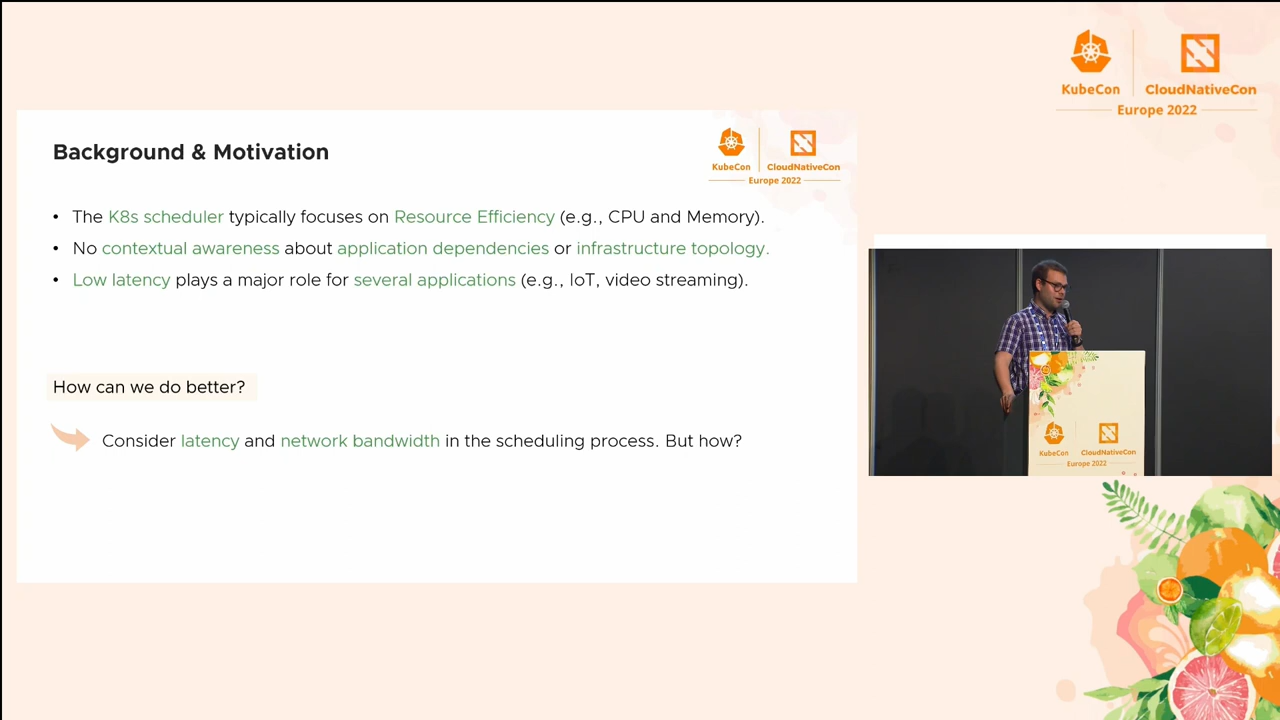 KubeCon
CloudNativeCon
Europe 2022
Background & Motivation
KubeCon
CloudNativeCon
Europe 2022
• The K8s scheduler typically focuses on Resource Efficiency (e.g., CPU and Memory).
• No contextual awareness about application dependencies or infrastructure topology.
• Low latency plays a major role for several applications (e.g., IoT, video streaming).
How can we do better?
Consider latency and network bandwidth in the scheduling process. But how?
KubeCon
CloudNativeCon
Europe 2022